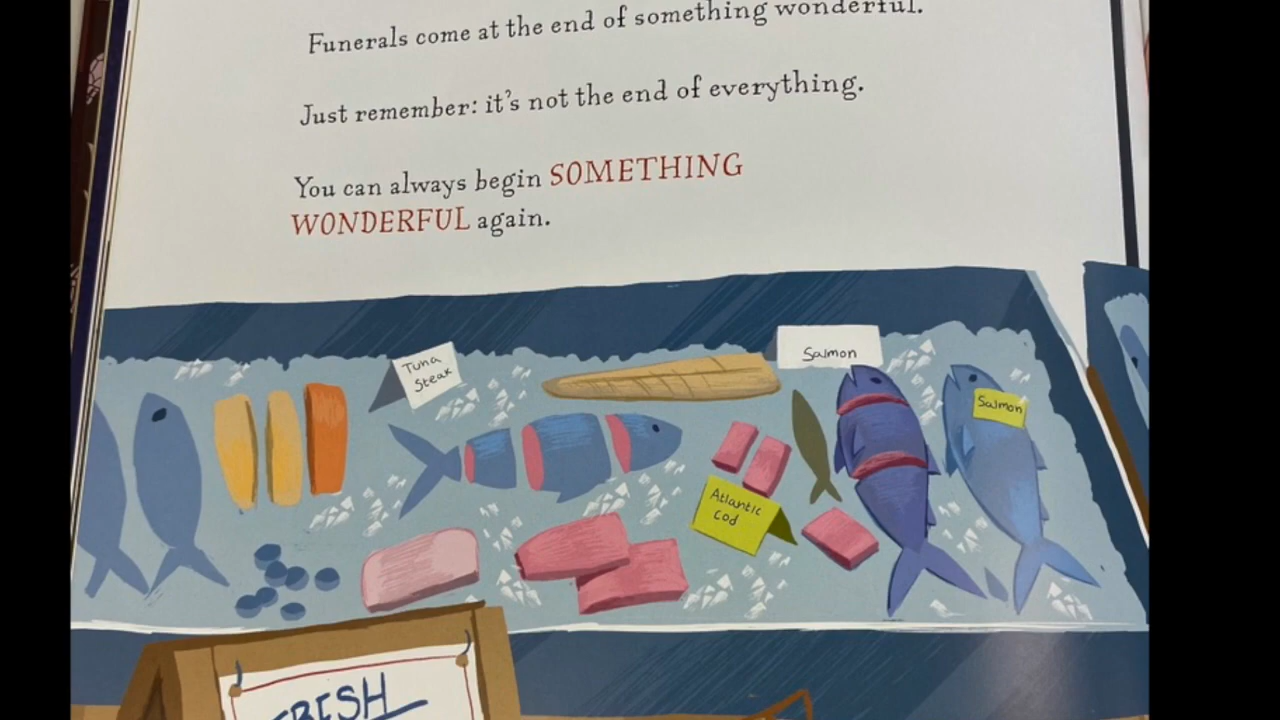 Funerals come at the end of something wonderful.
Just remember: it's not the end of everything.
You can always begin SOMETHING
WONDERFUL again.
Tuna
Steak
Salmon
Salmon
Atlantic
Cod
FRESH